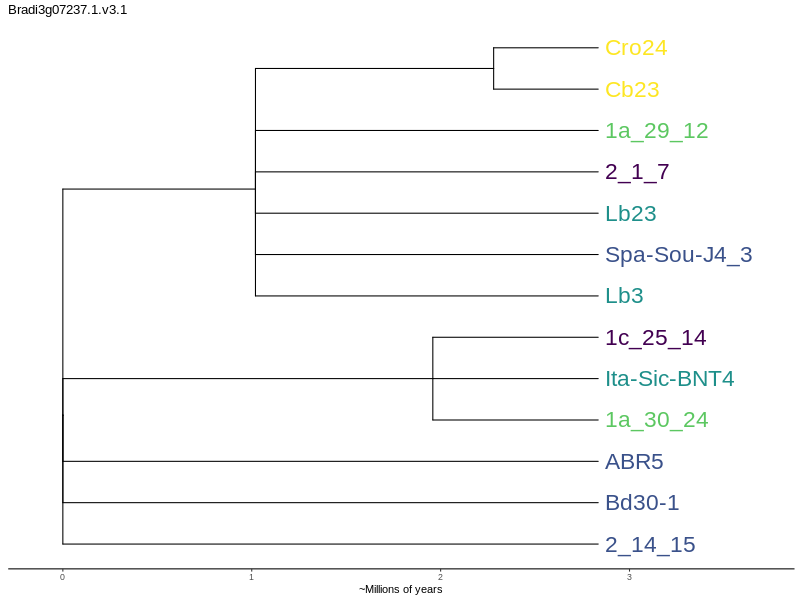 Bradi3g07237.1.v3.1
Cro24
Cb23
1a_29_12
2_1_7
Lb23
Spa-Sou-J4_3
Lb3
1c_25_14
Ita-Sic-BNT4
1a_30_24
ABR5
Bd30-1
2_14_15
0 1 2 3
~Millions of years